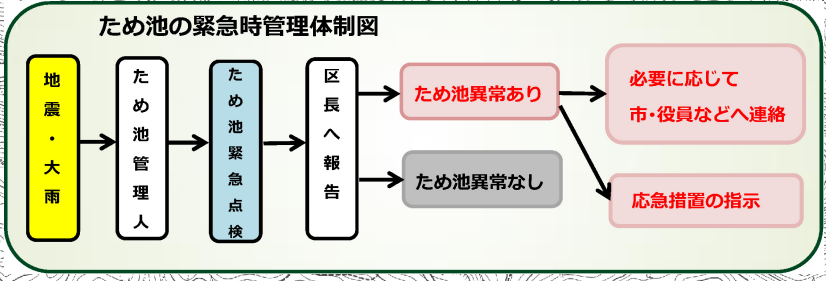 ため池の緊急時管理体制図
地震・大雨
ため池管理人
ため池緊急点検
区長へ報告
ため池異常あり
ため池異常なし
必要に応じて
市・役員などへ連絡
応急措置の指示